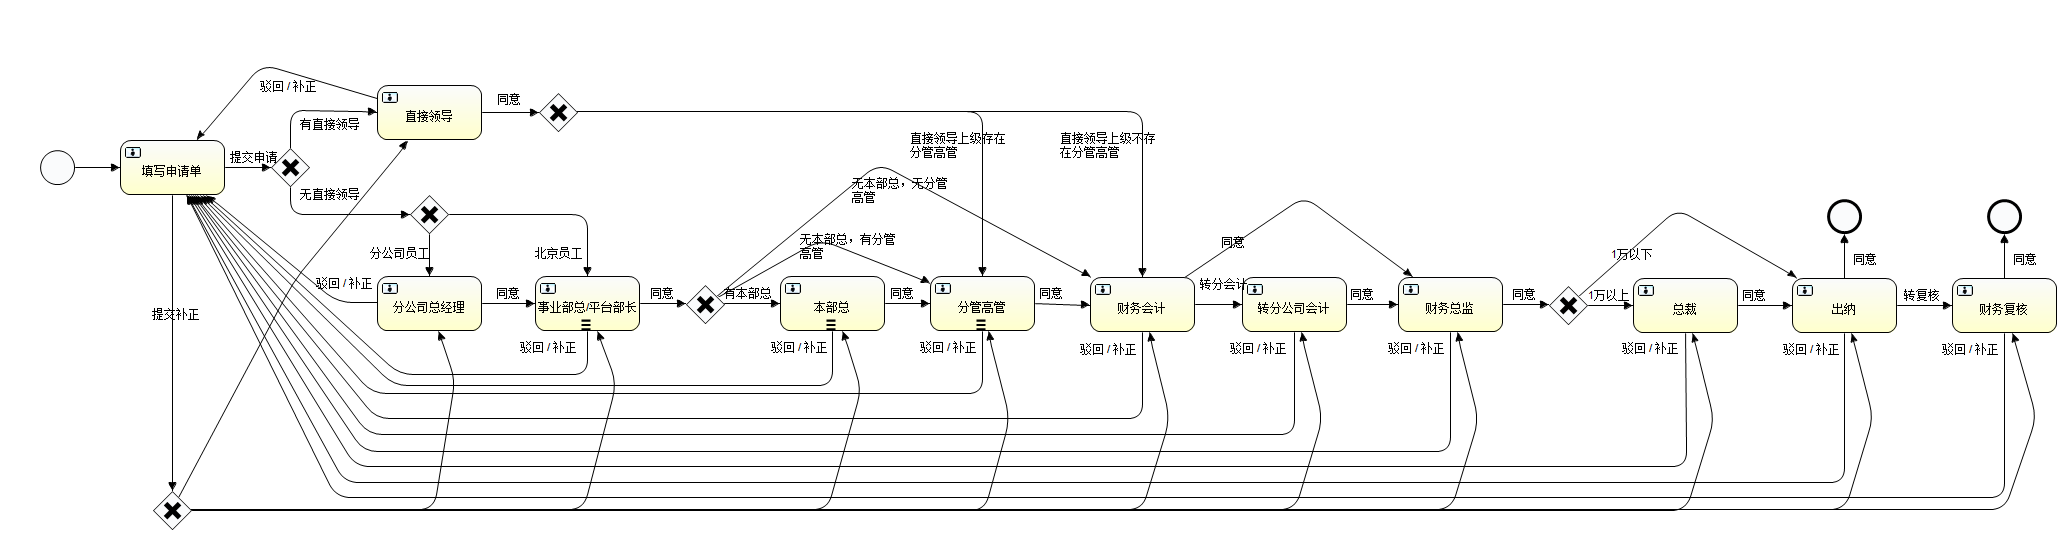 驳回 / 补正
直接领导
同意
有直接领导
填写申请单
提交申请
无直接领导
直接领导上级存在
分管高管
直接领导上级不存
在分管高管
无本部总，无分管
高管
无本部总，有分管
高管
分公司员工
北京员工
驳回 / 补正
分公司总经理
同意
事业部总/平台部长
同意
有本部总
本部总
同意
分管高管
同意
财务会计
同意
转分会计
转分公司会计
同意
财务总监
同意
1万以下
1万以上
总裁
同意
出纳
同意
转复核
财务复核
同意
提交补正
驳回 / 补正
驳回 / 补正
驳回 / 补正
驳回 / 补正
驳回 / 补正
驳回 / 补正
驳回 / 补正
驳回 / 补正
驳回 / 补正